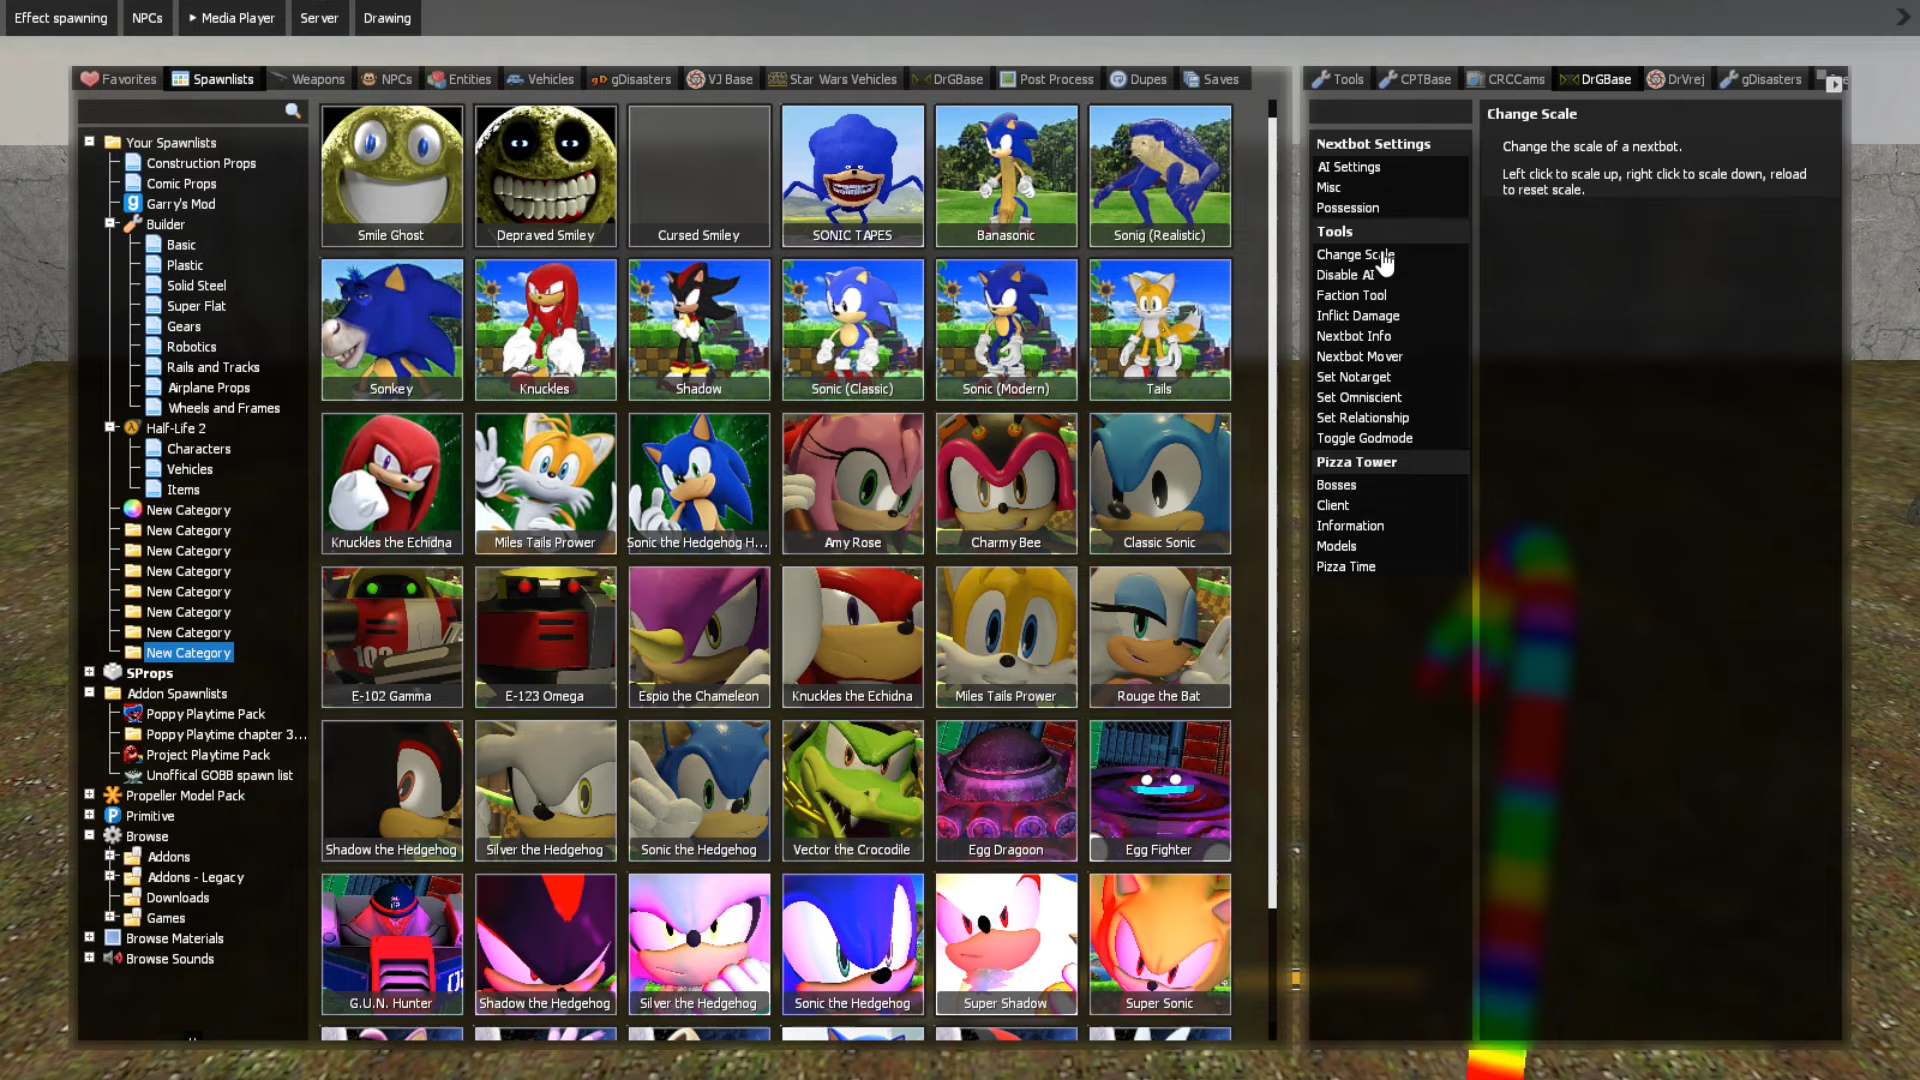 Effect spawning
NPCs
Media Player
Server
Drawing
Favorites
Spawnlists
Weapons
NPCs
Entities
Vehicles
gDisasters
VJ Base
Star Wars Vehicles
DrGBase
Post Process
Dupes
Saves
Tools
CPTBase
CRCCams
DrGBase
DrVrej
gDisasters
Your Spawnlists
Construction Props
Comic Props
Garry's Mod
Builder
Basic
Plastic
Solid Steel
Super Flat
Gears
Robotics
Rails and Tracks
Airplane Props
Wheels and Frames
Half-Life 2
Characters
Vehicles
Items
New Category
New Category
New Category
New Category
New Category
New Category
New Category
New Category
SProps
Addon Spawnlists
Poppy Playtime Pack
Poppy Playtime chapter 3...
Project Playtime Pack
Unoffical GOBB spawn list
Propeller Model Pack
Primitive
Browse
Addons
Addons - Legacy
Downloads
Games
Browse Materials
Browse Sounds
Smile Ghost
Depraved Smiley
Cursed Smiley
SONIC TAPES
Banasonic
Sonig (Realistic)
Sonkey
Knuckles
Shadow
Sonic (Classic)
Sonic (Modern)
Tails
Knuckles the Echidna
Miles Tails Prower
Sonic the Hedgehog H...
Amy Rose
Charmy Bee
Classic Sonic
E-102 Gamma
E-123 Omega
Espio the Chameleon
Knuckles the Echidna
Miles Tails Prower
Rouge the Bat
Shadow the Hedgehog
Silver the Hedgehog
Sonic the Hedgehog
Vector the Crocodile
Egg Dragoon
Egg Fighter
G.U.N. Hunter
Shadow the Hedgehog
Silver the Hedgehog
Sonic the Hedgehog
Super Shadow
Super Sonic
Nextbot Settings
AI Settings
Misc
Possession
Tools
Change Scale
Disable AI
Faction Tool
Inflict Damage
Nextbot Info
Nextbot Mover
Set Notarget
Set Omniscient
Set Relationship
Toggle Godmode
Pizza Tower
Bosses
Client
Information
Models
Pizza Time
Change Scale
Change the scale of a nextbot.
Left click to scale up, right click to scale down, reload
to reset scale.